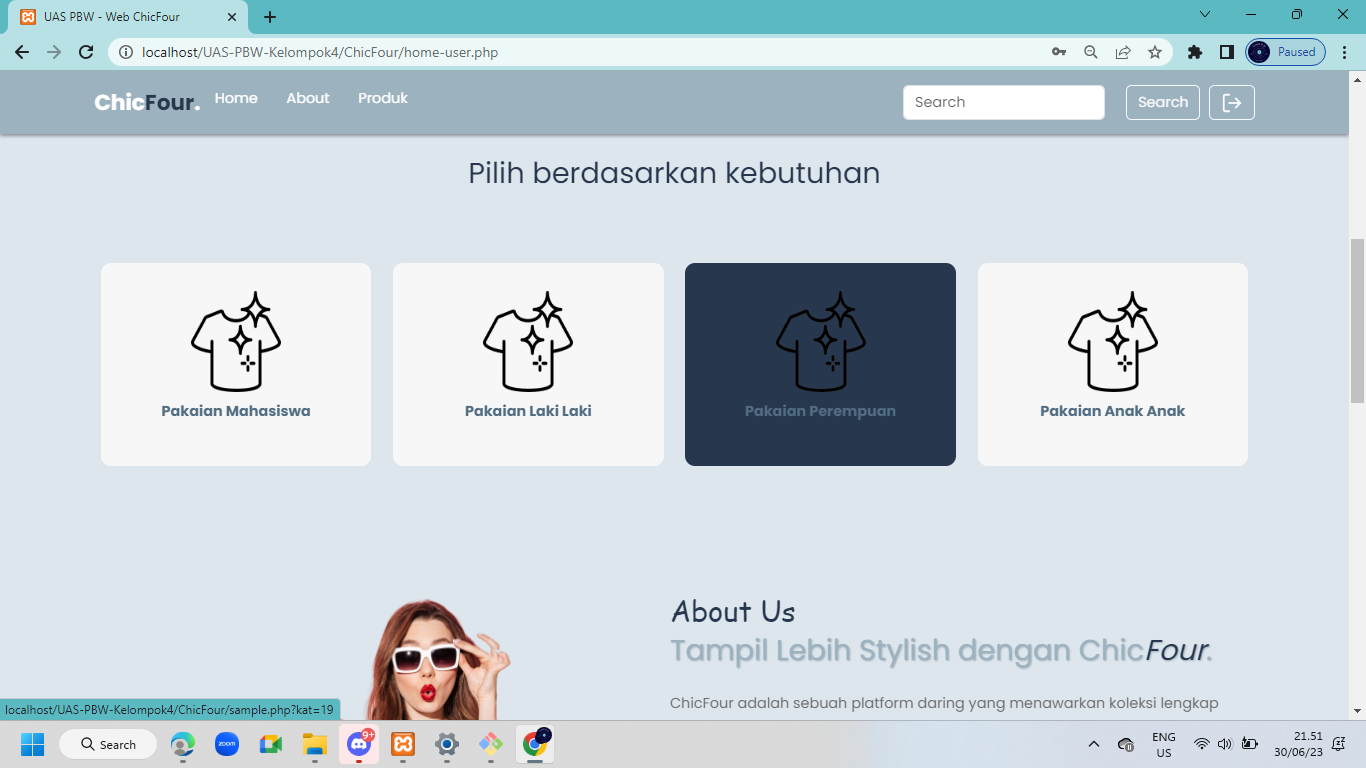 UAS PBW - Web ChicFour
localhost/UAS-PBW-Kelompok4/ChicFour/home-user.php
Paused
ChicFour. Home About Produk
Search Search
Pilih berdasarkan kebutuhan
Pakaian Mahasiswa
Pakaian Laki Laki
Pakaian Perempuan
Pakaian Anak Anak
About Us
Tampil Lebih Stylish dengan ChicFour.
ChicFour adalah sebuah platform daring yang menawarkan koleksi lengkap
localhost/UAS-PBW-Kelompok4/ChicFour/sample.php?kat=19
Search
zoom
9+
ENG
US
21.51
30/06/23